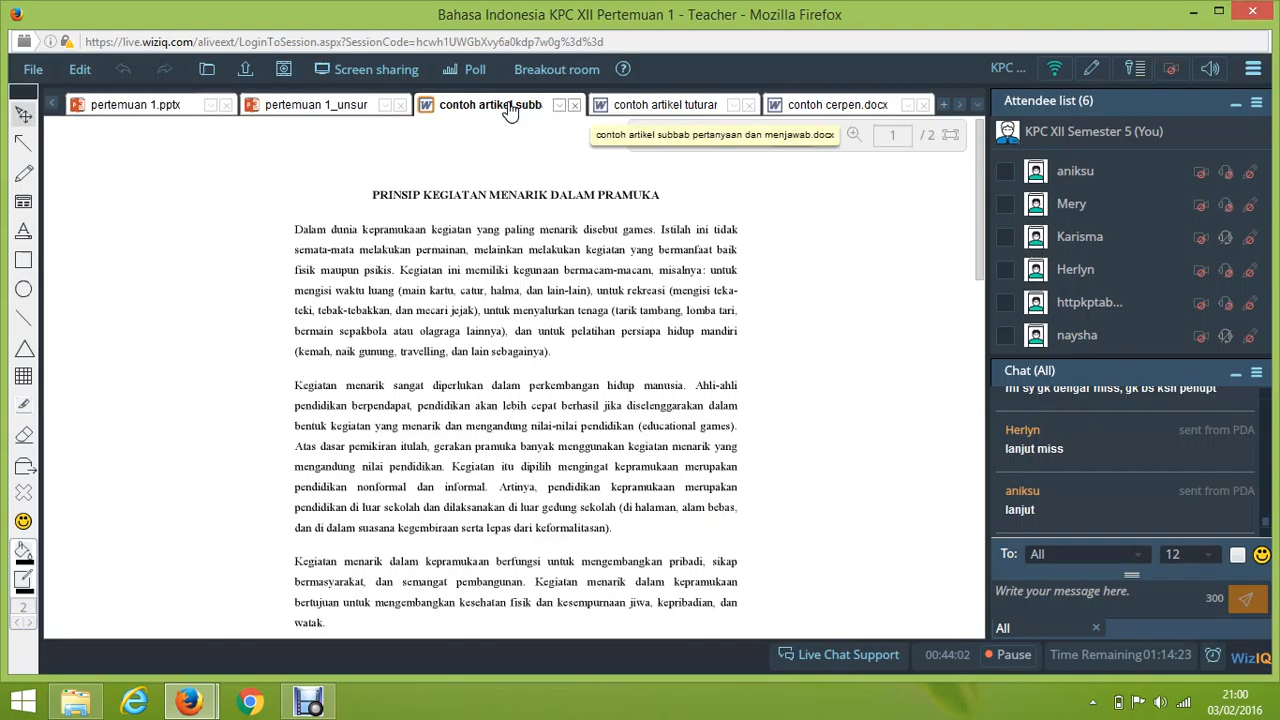 Bahasa Indonesia KPC XII Pertemuan 1 - Teacher - Mozilla Firefox
https://live.wiziq.com/aliveext/LoginToSession.aspx?SessionCode=hcwh1UWGbXvy6a0kdp7w0g%3d%3d
File Edit Screen sharing Poll Breakout room ? KPC ...
pertemuan 1.pptx
pertemuan 1_unsur
contoh artikel subb
contoh artikel tuturar
contoh cerpen.docx
contoh artikel subbab pertanyaan dan menjawab.docx
1 / 2
PRINSIP KEGIATAN MENARIK DALAM PRAMUKA
Dalam dunia kepramukaan kegiatan yang paling menarik disebut games. Istilah ini tidak
semata-mata melakukan permainan, melainkan melakukan kegiatan yang bermanfaat baik
fisik maupun psikis. Kegiatan ini memiliki kegunaan bermacam-macam, misalnya: untuk
mengisi waktu luang (main kartu, catur, halma, dan lain-lain), untuk rekreasi (mengisi teka-
teki, tebak-tebakkan, dan mecari jejak), untuk menyalurkan tenaga (tarik tambang, lomba tari,
bermain sepakbola atau olagraga lainnya), dan untuk pelatihan persiapa hidup mandiri
(kemah, naik gunung, travelling, dan lain sebagainya).
Kegiatan menarik sangat diperlukan dalam perkembangan hidup manusia. Ahli-ahli
pendidikan berpendapat, pendidikan akan lebih cepat berhasil jika diselenggarakan dalam
bentuk kegiatan yang menarik dan mengandung nilai-nilai pendidikan (educational games).
Atas dasar pemikiran itulah, gerakan pramuka banyak menggunakan kegiatan menarik yang
mengandung nilai pendidikan. Kegiatan itu dipilih mengingat kepramukaan merupakan
pendidikan nonformal dan informal. Artinya, pendidikan kepramukaan merupakan
pendidikan di luar sekolah dan dilaksanakan di luar gedung sekolah (di halaman, alam bebas,
dan di dalam suasana kegembiraan serta lepas dari keformalitasan).
Kegiatan menarik dalam kepramukaan berfungsi untuk mengembangkan pribadi, sikap
bermasyarakat, dan semangat pembangunan. Kegiatan menarik dalam kepramukaan
bertujuan untuk mengembangkan kesehatan fisik dan kesempurnaan jiwa, kepribadian, dan
watak.
2
Attendee list (6)
KPC XII Semester 5 (You)
aniksu
Mery
Karisma
Herlyn
httpkptab...
naysha
Chat (All)
mf sy gk dengar miss, gk bs ksih penupt
Herlyn sent from PDA
lanjut miss
aniksu sent from PDA
lanjut
To: All 12
Write your message here. 300
All
Live Chat Support 00:44:02 Pause Time Remaining01:14:23 WizIQ
21:00
03/02/2016